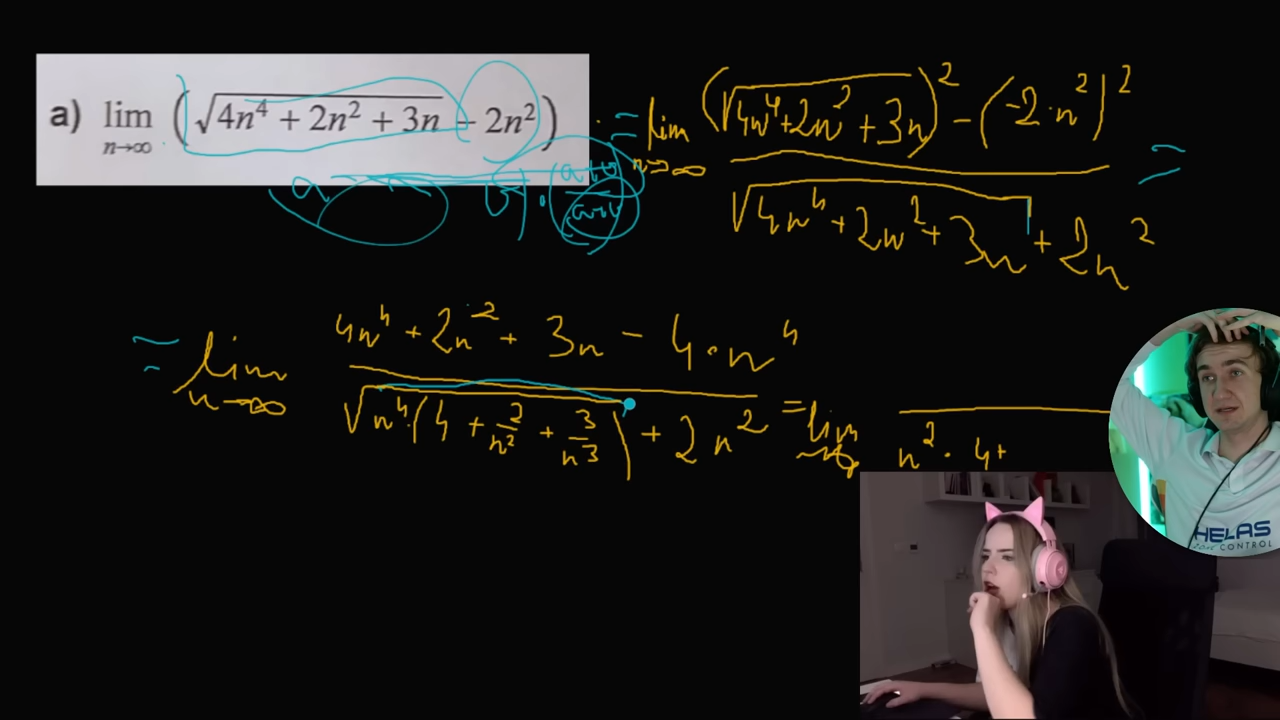 a) lim n→∞ (√(4n⁴ + 2n² + 3n) − 2n²)
= lim n→∞ ((√(4n⁴+2n²+3n))² − (-2·n²)²) / (√(4n⁴+2n²+3n) + 2n²) =
a b) · (a+b / a+b)
= lim n→∞ (4n⁴ + 2n² + 3n − 4·n⁴) / (√(n⁴(4 + 2/n² + 3/n³)) + 2n²) = lim n² · 4+
HELAS
CONTROL